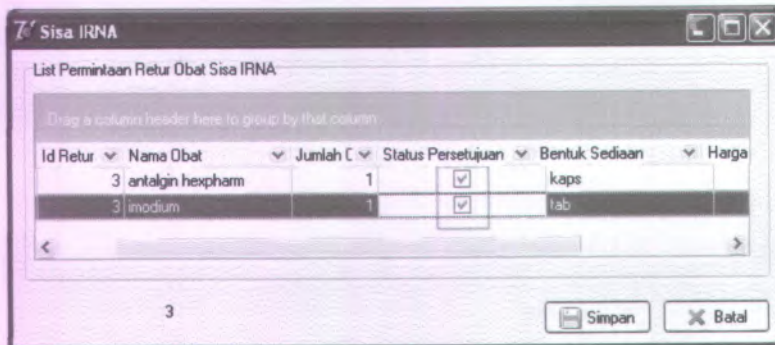 Sisa IRNA
List Permintaan Retur Obat Sisa IRNA
Drag a column header here to group by that column
Id Retur Nama Obat Jumlah Status Persetujuan Bentuk Sediaan Harga
3 antalgin hexpharm 1 kaps
3 imodium 1 tab
3
Simpan Batal